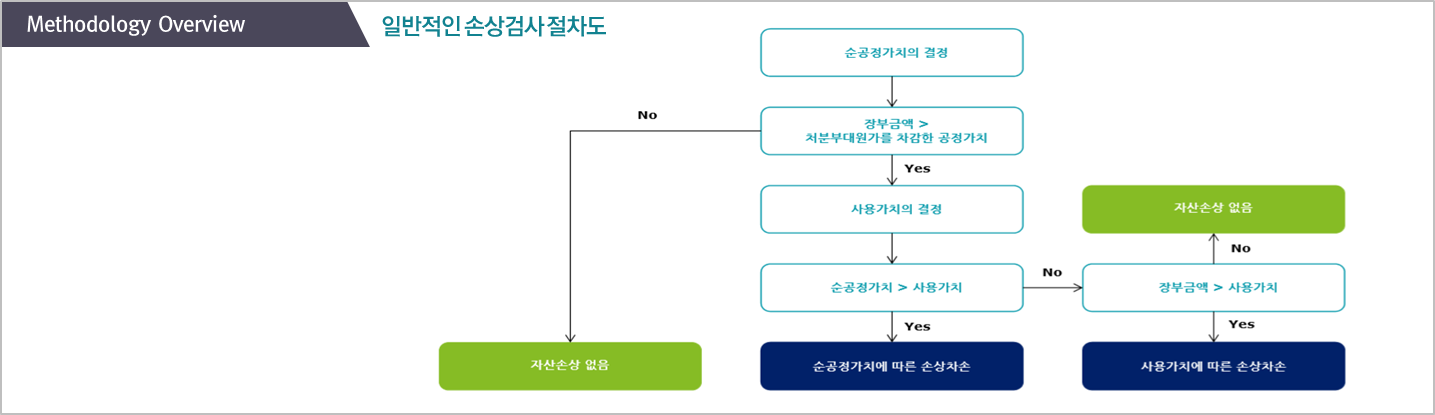 Methodology Overview
일반적인 손상검사 절차도
순공정가치의 결정
No
장부금액 >
처분부대원가를 차감한 공정가치
Yes
사용가치의 결정
자산손상 없음
No
순공정가치 > 사용가치
No
장부금액 > 사용가치
Yes
Yes
자산손상 없음
순공정가치에 따른 손상차손
사용가치에 따른 손상차손